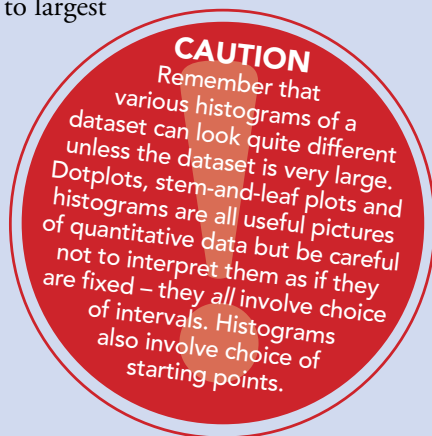 to largest
CAUTION
Remember that
various histograms of a
dataset can look quite different
unless the dataset is very large.
Dotplots, stem-and-leaf plots and
histograms are all useful pictures
of quantitative data but be careful
not to interpret them as if they
are fixed – they all involve choice
of intervals. Histograms
also involve choice of
starting points.